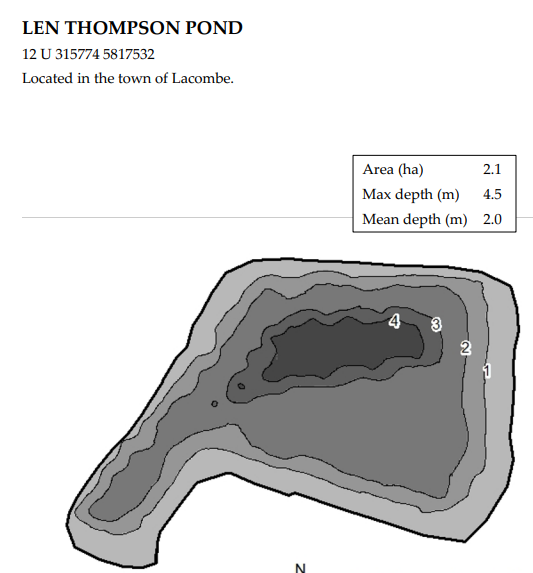 LEN THOMPSON POND
12 U 315774 5817532
Located in the town of Lacombe.
Area (ha) 2.1
Max depth (m) 4.5
Mean depth (m) 2.0
4
3
2
1
N